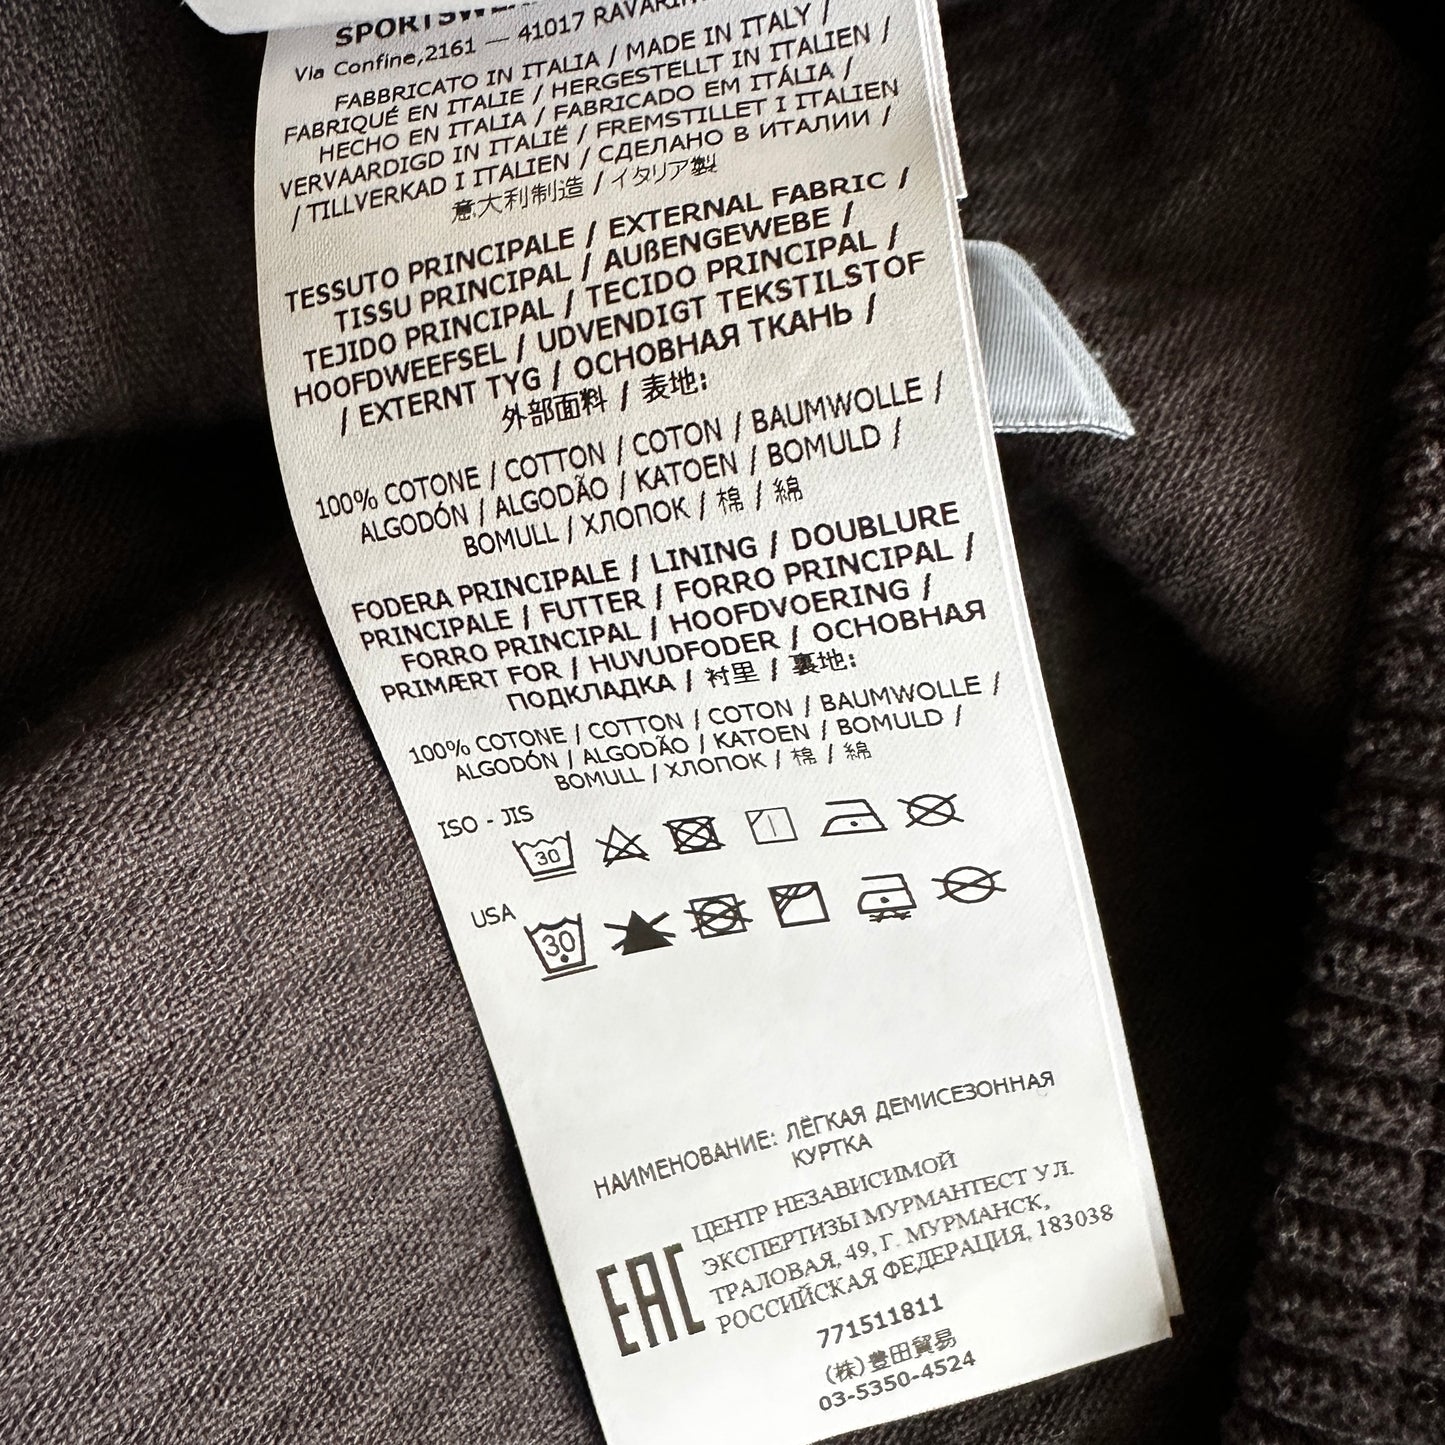 Via Confine,2161 — 41017
FABBRICATO IN ITALIA / MADE IN ITALY /
FABRIQUÉ EN ITALIE / HERGESTELLT IN ITALIEN /
HECHO EN ITALIA / FABRICADO EM ITÁLIA /
VERVAARDIGD IN ITALIË / FREMSTILLET I ITALIEN
/ TILLVERKAD I ITALIEN / СДЕЛАНО В ИТАЛИИ /
意大利制造 / イタリア製
TESSUTO PRINCIPALE / EXTERNAL FABRIC /
TISSU PRINCIPAL / AUßENGEWEBE /
TEJIDO PRINCIPAL / TECIDO PRINCIPAL /
HOOFDWEEFSEL / UDVENDIGT TEKSTILSTOF
/ EXTERNT TYG / ОСНОВНАЯ ТКАНЬ /
外部面料 / 表地:
100% COTONE / COTTON / COTON / BAUMWOLLE /
ALGODÓN / ALGODÃO / KATOEN / BOMULD /
BOMULL / ХЛОПОК / 棉 / 綿
FODERA PRINCIPALE / LINING / DOUBLURE
PRINCIPALE / FUTTER / FORRO PRINCIPAL /
FORRO PRINCIPAL / HOOFDVOERING /
PRIMÆRT FOR / HUVUDFODER / ОСНОВНАЯ
ПОДКЛАДКА / 衬里 / 裏地:
100% COTONE / COTTON / COTON / BAUMWOLLE /
ALGODÓN / ALGODÃO / KATOEN / BOMULD /
BOMULL / ХЛОПОК / 棉 / 綿
ISO - JIS
30
USA
30
НАИМЕНОВАНИЕ: ЛЁГКАЯ ДЕМИСЕЗОННАЯ
КУРТКА
EAC
ЦЕНТР НЕЗАВИСИМОЙ
ЭКСПЕРТИЗЫ МУРМАНТЕСТ УЛ.
ТРАЛОВАЯ, 49, Г. МУРМАНСК,
РОССИЙСКАЯ ФЕДЕРАЦИЯ, 183038
771511811
(株)豊田貿易
03-5350-4524